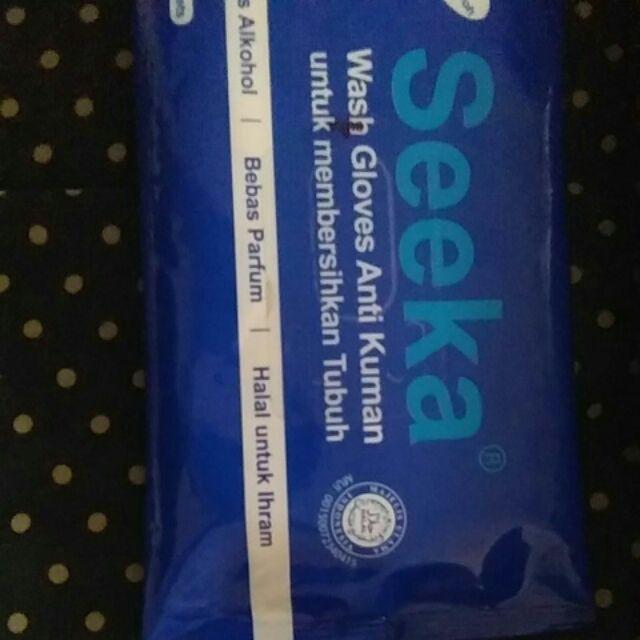 Seeka®
Wash Gloves Anti Kuman
untuk membersihkan Tubuh
Alkohol | Bebas Parfum | Halal untuk Ihram